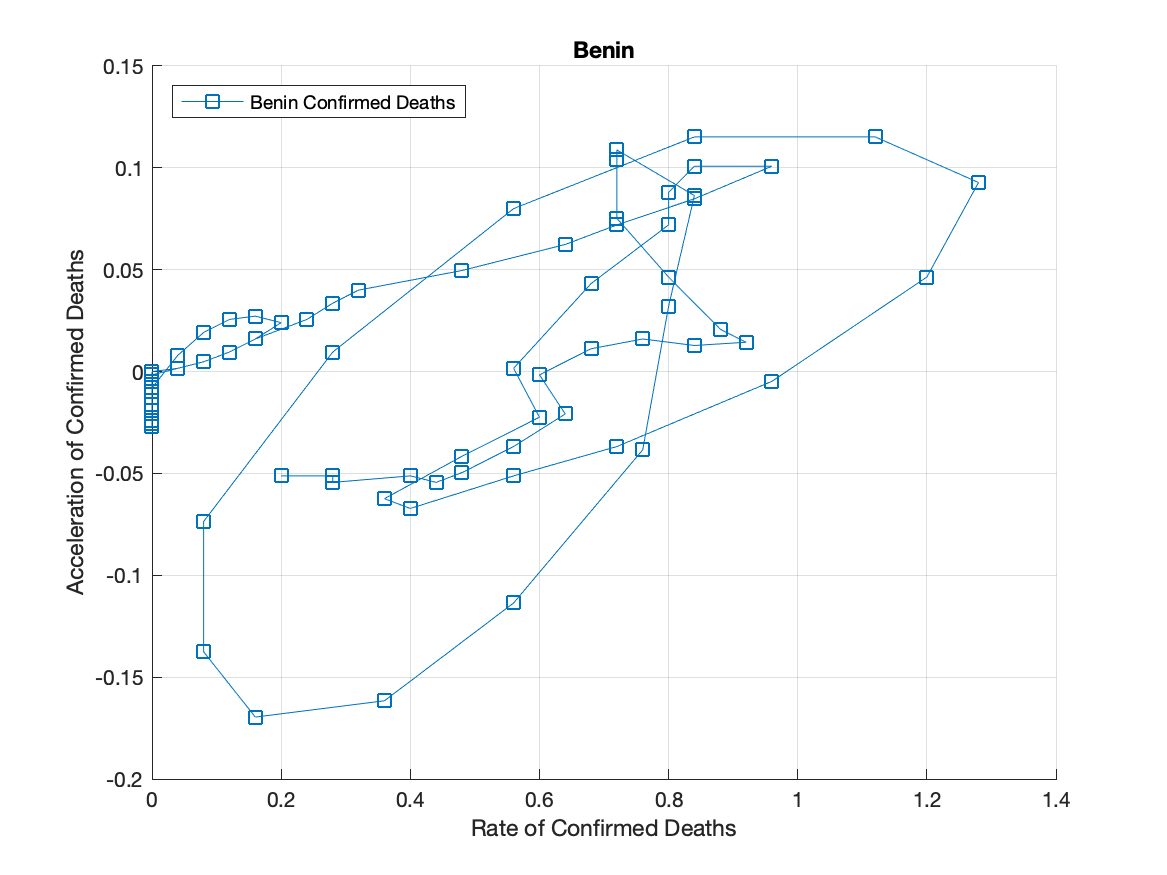 Benin
Benin Confirmed Deaths
Acceleration of Confirmed Deaths
0.15
0.1
0.05
0
-0.05
-0.1
-0.15
-0.2
0 0.2 0.4 0.6 0.8 1 1.2 1.4
Rate of Confirmed Deaths